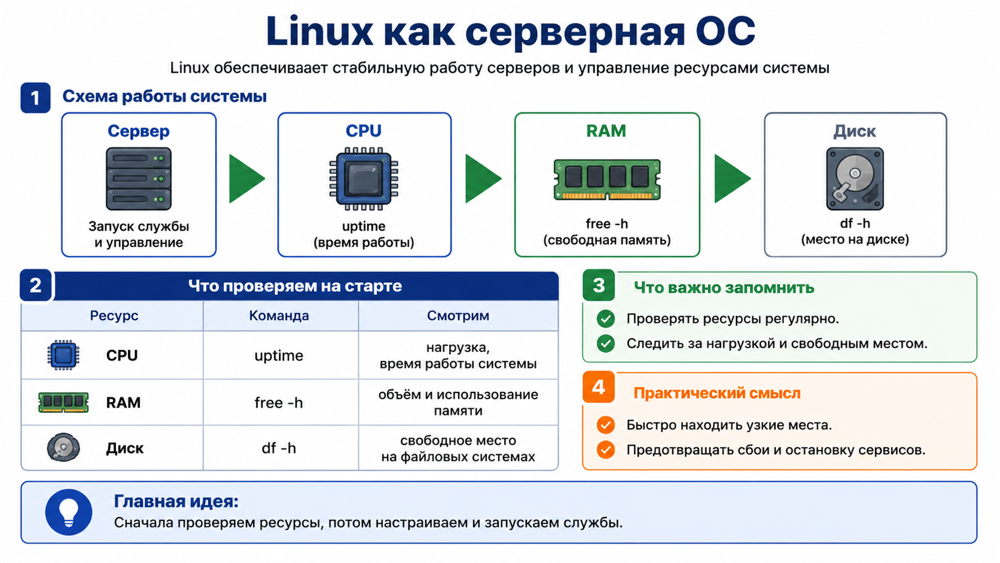 Linux как серверная ОС
Linux обеспечиваает стабильную работу серверов и управление ресурсами системы
1
Схема работы системы
Сервер
Запуск службы
и управление
CPU
uptime
(время работы)
RAM
free -h
(свободная память)
Диск
df -h
(место на диске)
2
Что проверяем на старте
Ресурс
Команда
Смотрим
CPU
uptime
нагрузка,
время работы системы
RAM
free -h
объём и использование
памяти
Диск
df -h
свободное место
на файловых системах
3
Что важно запомнить
Проверять ресурсы регулярно.
Следить за нагрузкой и свободным местом.
4
Практический смысл
Быстро находить узкие места.
Предотвращать сбои и остановку сервисов.
Главная идея:
Сначала проверяем ресурсы, потом настраиваем и запускаем службы.